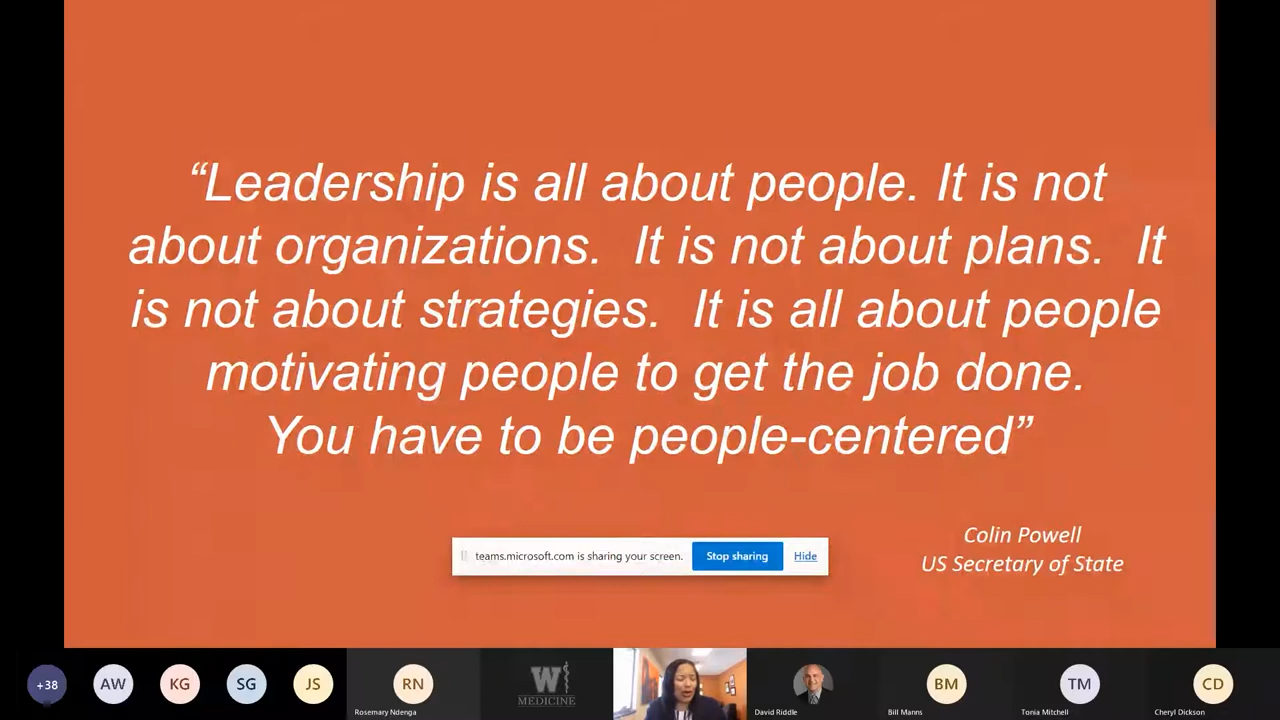 “Leadership is all about people. It is not
about organizations.  It is not about plans.  It
is not about strategies.  It is all about people
motivating people to get the job done.
You have to be people-centered”
Colin Powell
US Secretary of State
teams.microsoft.com is sharing your screen. Stop sharing Hide
+38 AW KG SG JS RN W BM TM CD
MEDICINE
Rosemary Ndenga David Riddle Bill Manns Tonia Mitchell Cheryl Dickson